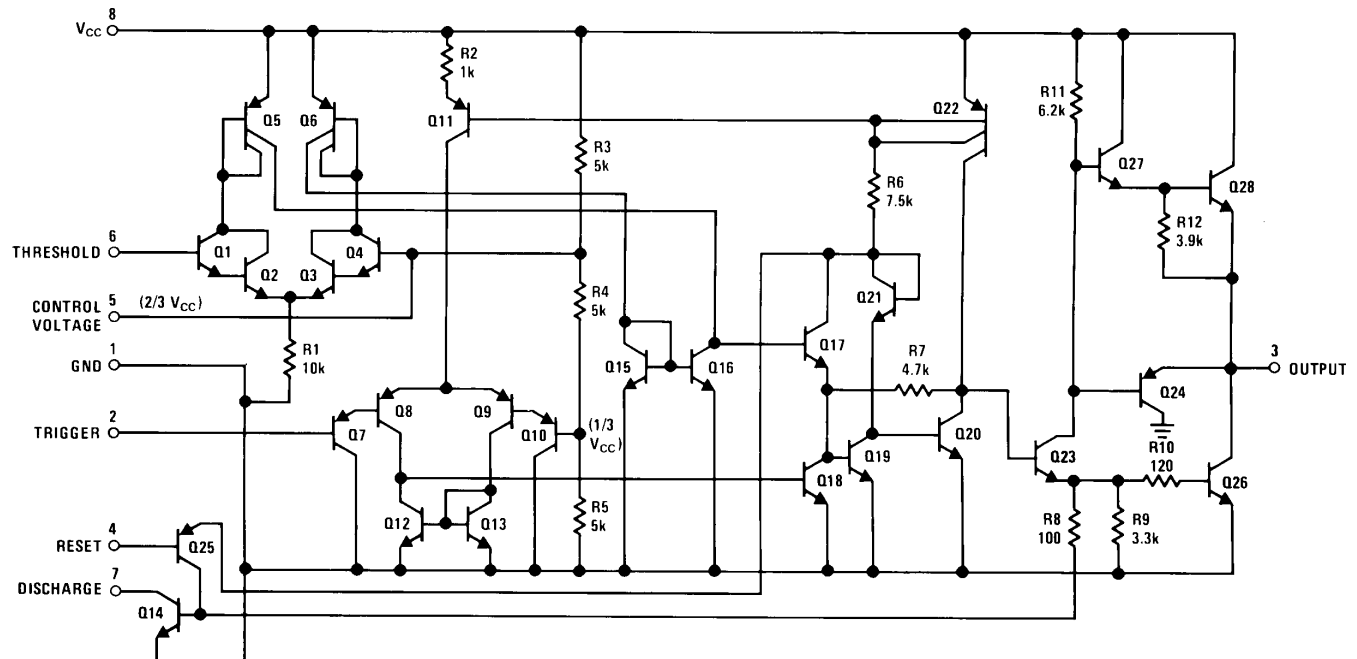 8
V_CC
R2
1k
Q5
Q6
Q11
Q22
R11
6.2k
R3
5k
Q27
Q28
R6
7.5k
R12
3.9k
6
THRESHOLD
Q1
Q2
Q3
Q4
5
CONTROL
VOLTAGE
(2/3 V_CC)
R4
5k
Q21
1
GND
R1
10k
Q15
Q16
Q17
R7
4.7k
3
OUTPUT
Q24
2
TRIGGER
Q7
Q8
Q9
Q10
(1/3
V_CC)
Q18
Q19
Q20
Q23
R10
120
Q26
Q12
Q13
R5
5k
R8
100
R9
3.3k
4
RESET
Q25
7
DISCHARGE
Q14